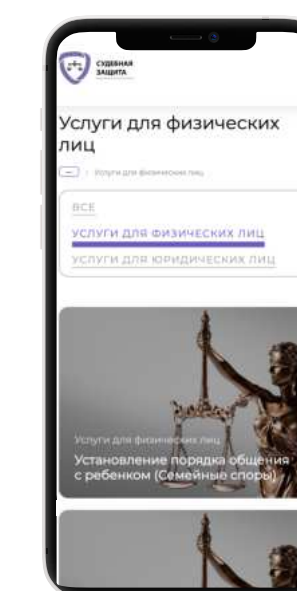 СУДЕБНАЯ
ЗАЩИТА
Услуги для физических
лиц
Услуги для физических лиц
ВСЕ
УСЛУГИ ДЛЯ ФИЗИЧЕСКИХ ЛИЦ
УСЛУГИ ДЛЯ ЮРИДИЧЕСКИХ ЛИЦ
Услуги для физических лиц
Установление порядка общения
с ребенком (Семейные споры)